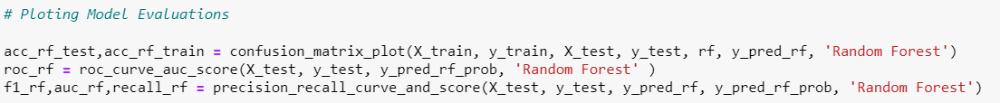 # Ploting Model Evaluations
acc_rf_test,acc_rf_train = confusion_matrix_plot(X_train, y_train, X_test, y_test, rf, y_pred_rf, 'Random Forest')
roc_rf = roc_curve_auc_score(X_test, y_test, y_pred_rf_prob, 'Random Forest' )
f1_rf,auc_rf,recall_rf = precision_recall_curve_and_score(X_test, y_test, y_pred_rf, y_pred_rf_prob, 'Random Forest')